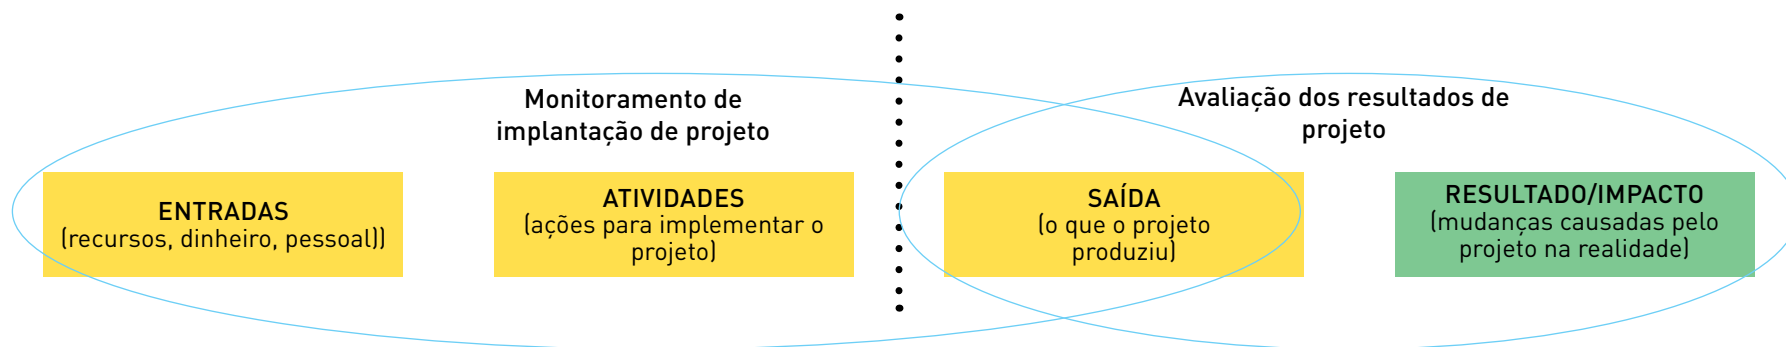 Monitoramento de
implantação de projeto
Avaliação dos resultados de
projeto
ENTRADAS
(recursos, dinheiro, pessoal))
ATIVIDADES
(ações para implementar o
projeto)
SAÍDA
(o que o projeto
produziu)
RESULTADO/IMPACTO
(mudanças causadas pelo
projeto na realidade)